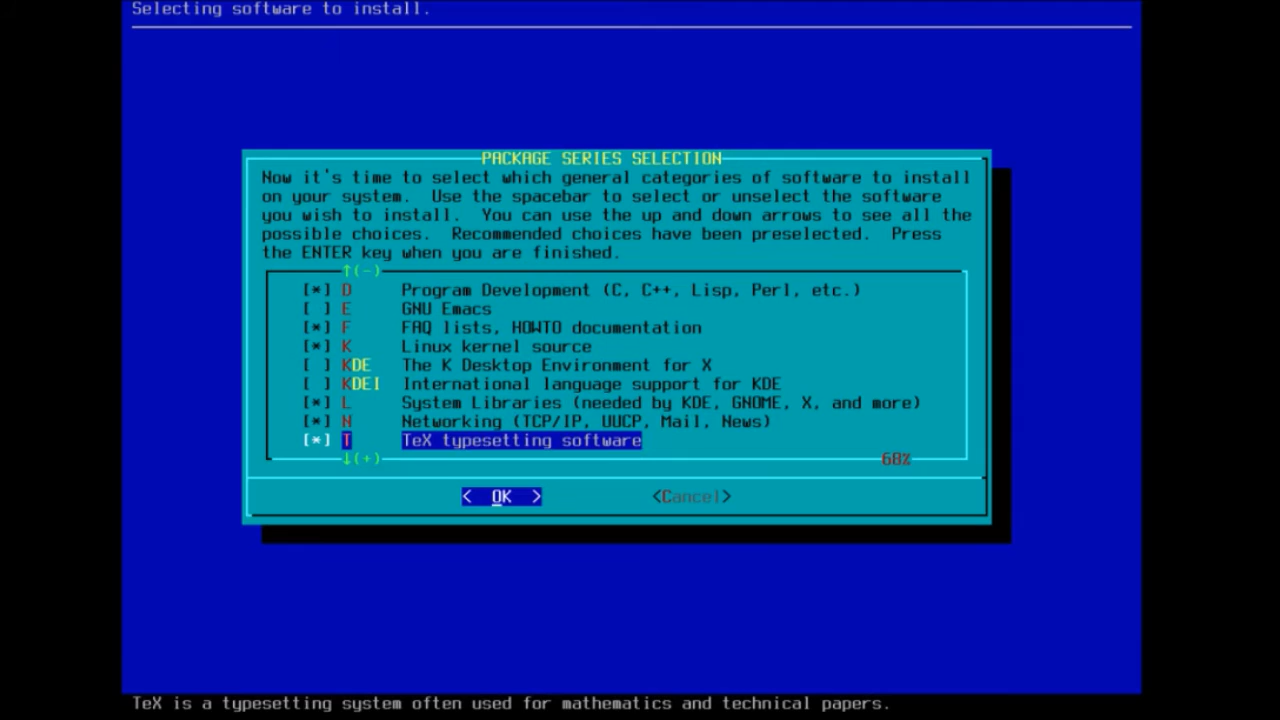 Selecting software to install.
PACKAGE SERIES SELECTION
Now it's time to select which general categories of software to install
on your system.  Use the spacebar to select or unselect the software
you wish to install.  You can use the up and down arrows to see all the
possible choices.  Recommended choices have been preselected.  Press
the ENTER key when you are finished.
↑(-)
[*] D Program Development (C, C++, Lisp, Perl, etc.)
[ ] E GNU Emacs
[*] F FAQ lists, HOWTO documentation
[*] K Linux kernel source
[ ] KDE The K Desktop Environment for X
[ ] KDEI International language support for KDE
[*] L System Libraries (needed by KDE, GNOME, X, and more)
[*] N Networking (TCP/IP, UUCP, Mail, News)
[*] T TeX typesetting software
↓(+) 68%
<  OK  > <Cancel>
TeX is a typesetting system often used for mathematics and technical papers.